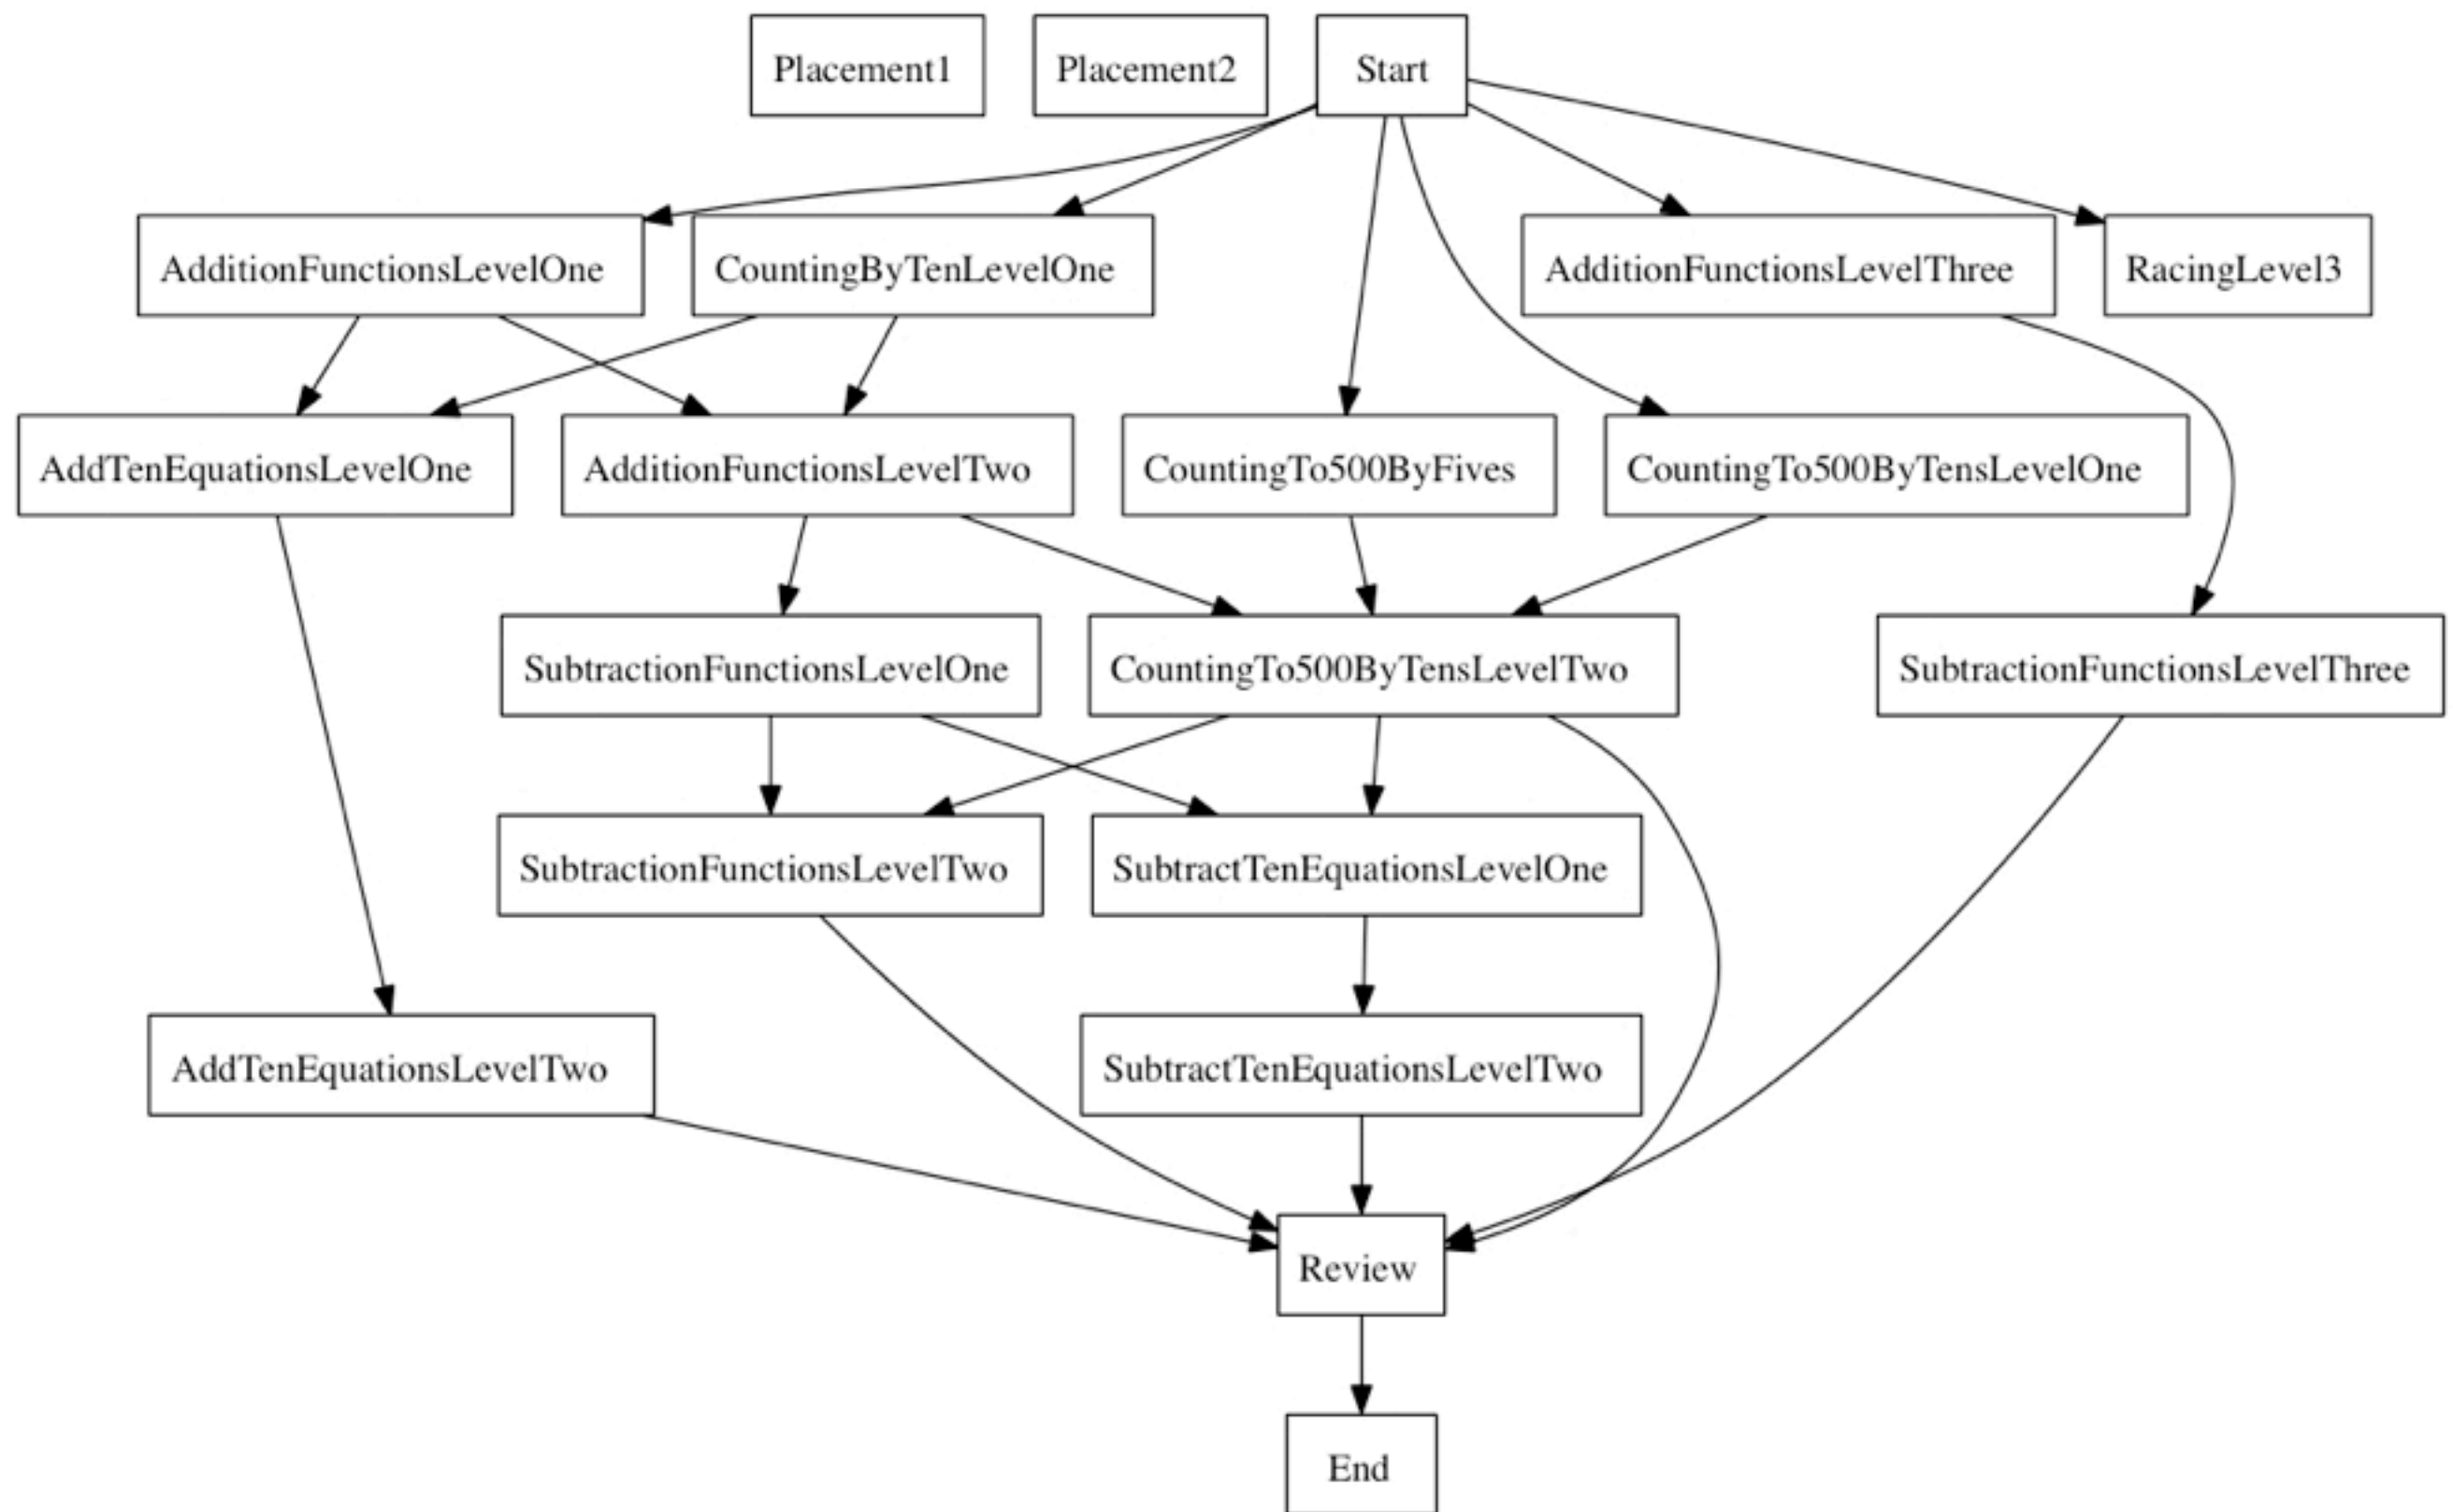 Placement1
Placement2
Start
AdditionFunctionsLevelOne
CountingByTenLevelOne
AdditionFunctionsLevelThree
RacingLevel3
AddTenEquationsLevelOne
AdditionFunctionsLevelTwo
CountingTo500ByFives
CountingTo500ByTensLevelOne
SubtractionFunctionsLevelOne
CountingTo500ByTensLevelTwo
SubtractionFunctionsLevelThree
SubtractionFunctionsLevelTwo
SubtractTenEquationsLevelOne
AddTenEquationsLevelTwo
SubtractTenEquationsLevelTwo
Review
End